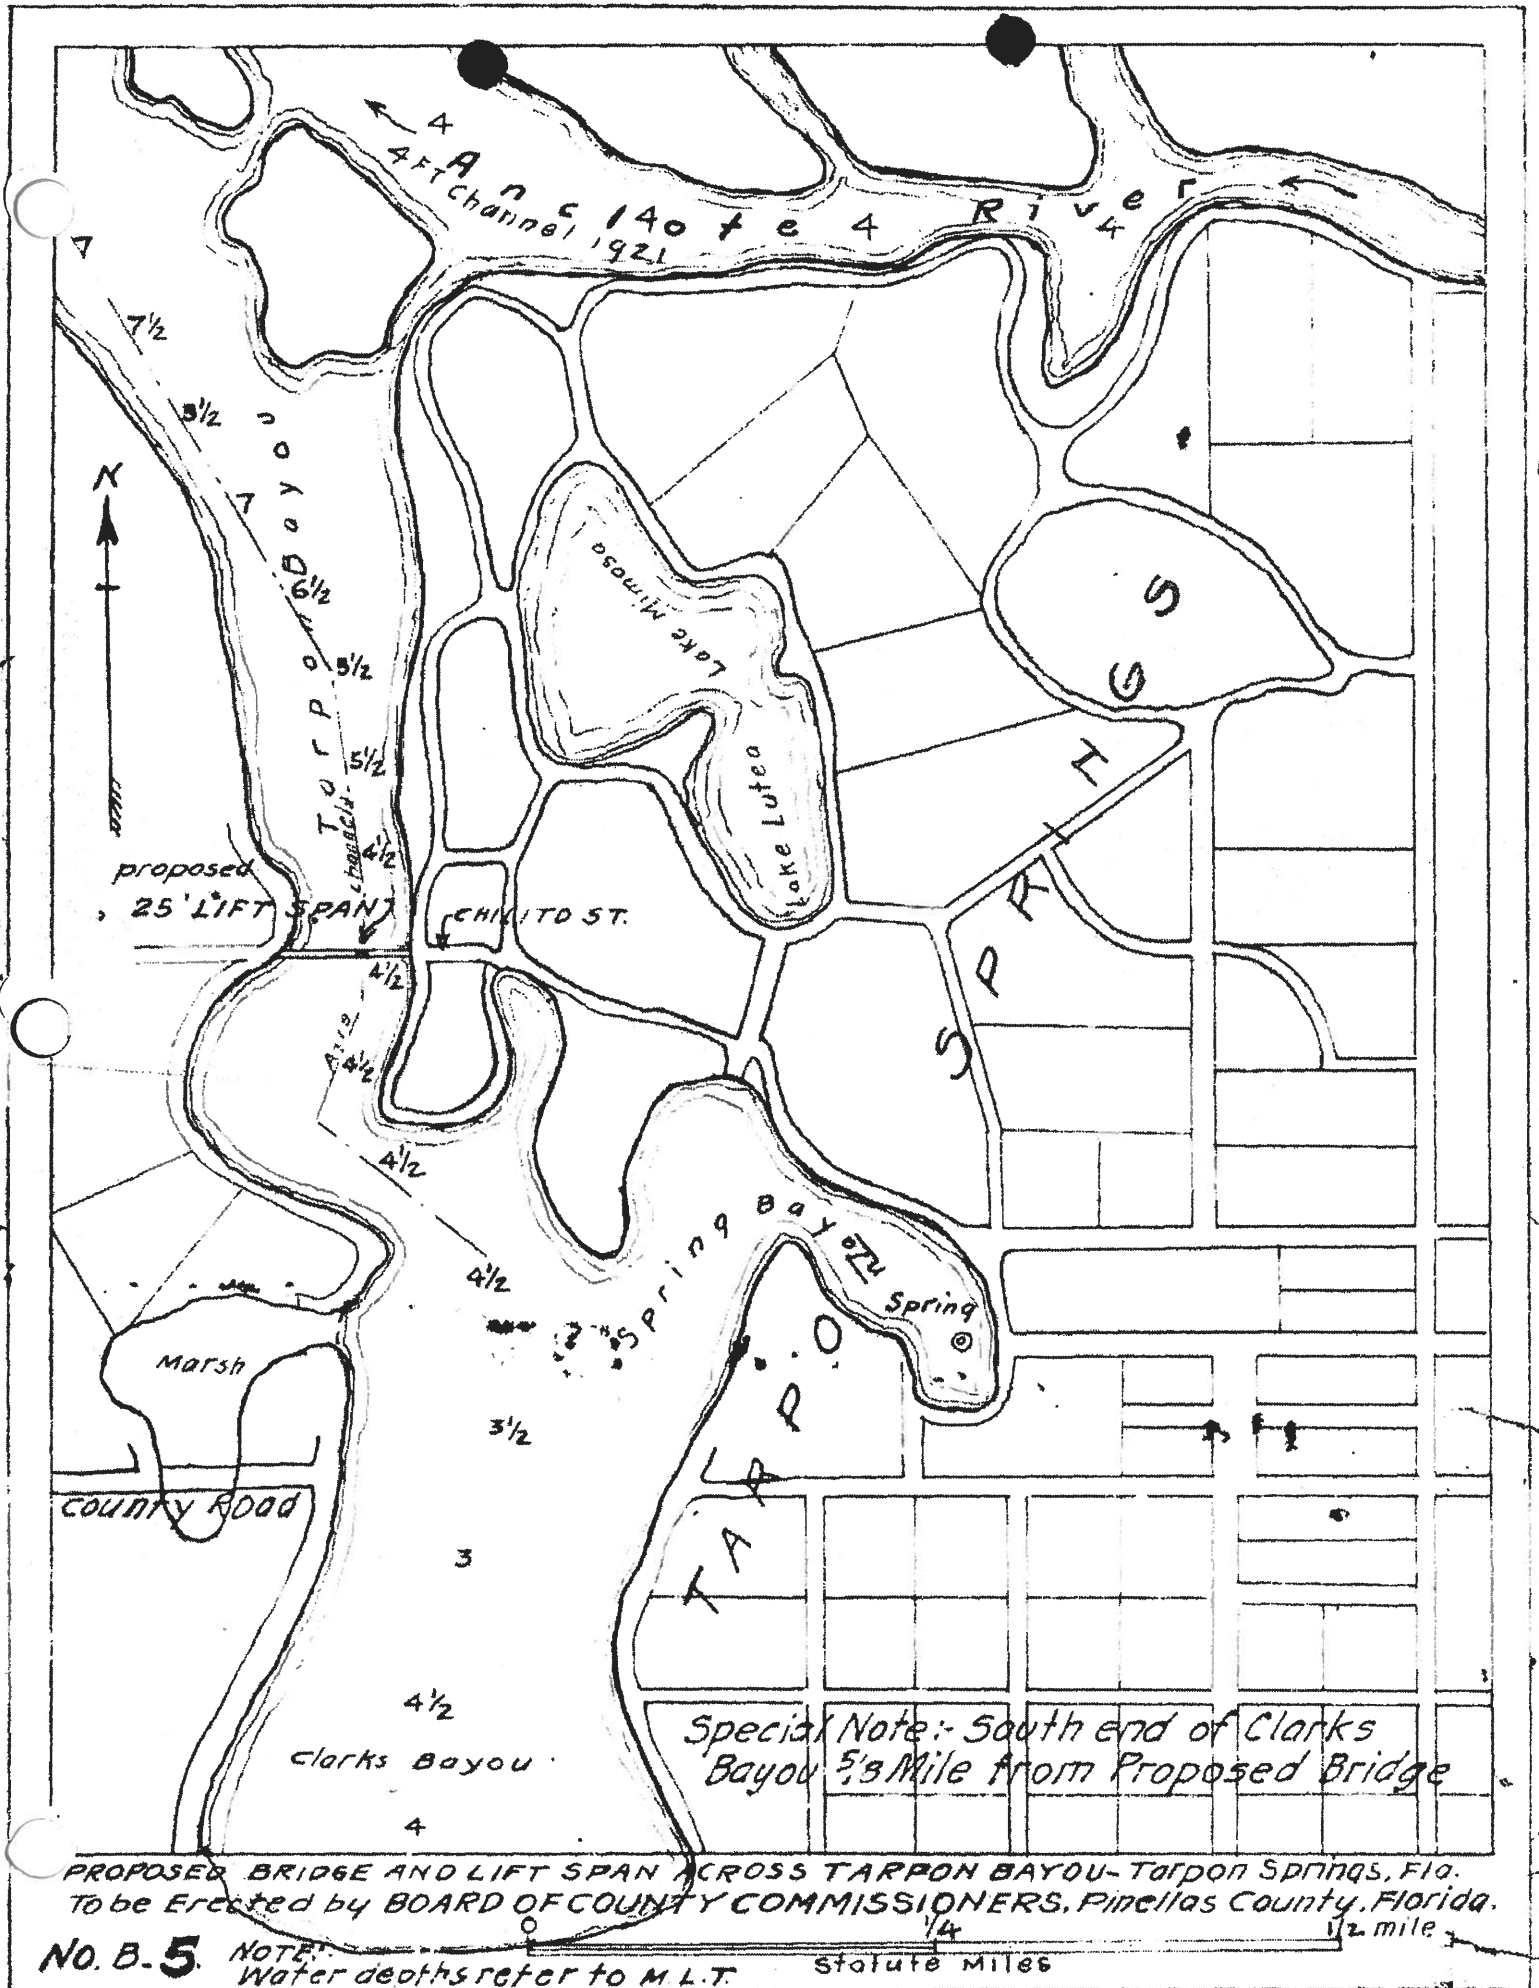 4
4 FT Channel 1921
Anclote River
4
4
4
7
7½
5½
7
6½
5½
5½
4½
Tarpon Bayou
N
Lake Mimosa
Lake Lutea
Channel
proposed
25' LIFT SPAN
CHILITO ST.
4½
Axis
4½
4½
4½
Spring Bayou
Spring
Marsh
3½
County Road
3
4½
Clarks Bayou
4
TARPON SPRINGS
Special Note:- South end of Clarks
Bayou 5/8 Mile from Proposed Bridge
PROPOSED BRIDGE AND LIFT SPAN ACROSS TARPON BAYOU- Tarpon Springs, Fla.
To be Erected by BOARD OF COUNTY COMMISSIONERS, Pinellas County, Florida.
0 1/4 1/2 mile
Statute Miles
NO. B-5. NOTE:-
Water depths refer to M.L.T.